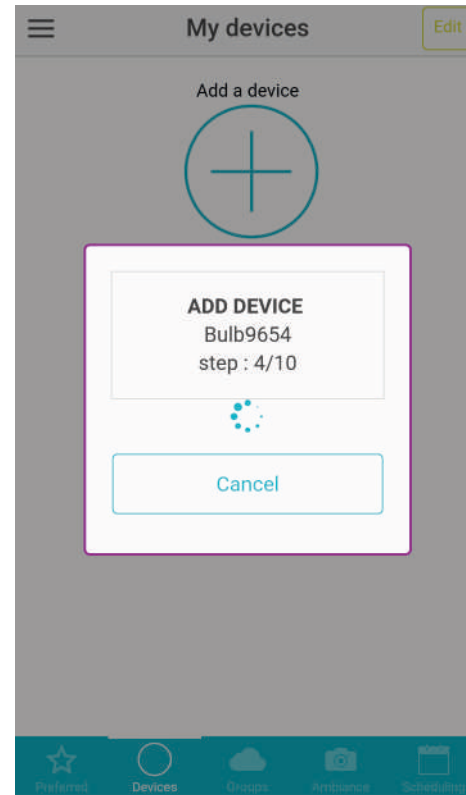 My devices
Edit
Add a device
ADD DEVICE
Bulb9654
step : 4/10
Cancel
Preferred
Devices
Groups
Ambiance
Scheduling